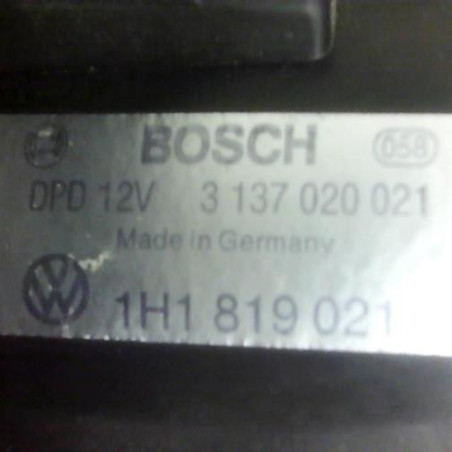 BOSCH 058
DPD 12V 3 137 020 021
Made in Germany
1H1 819 021